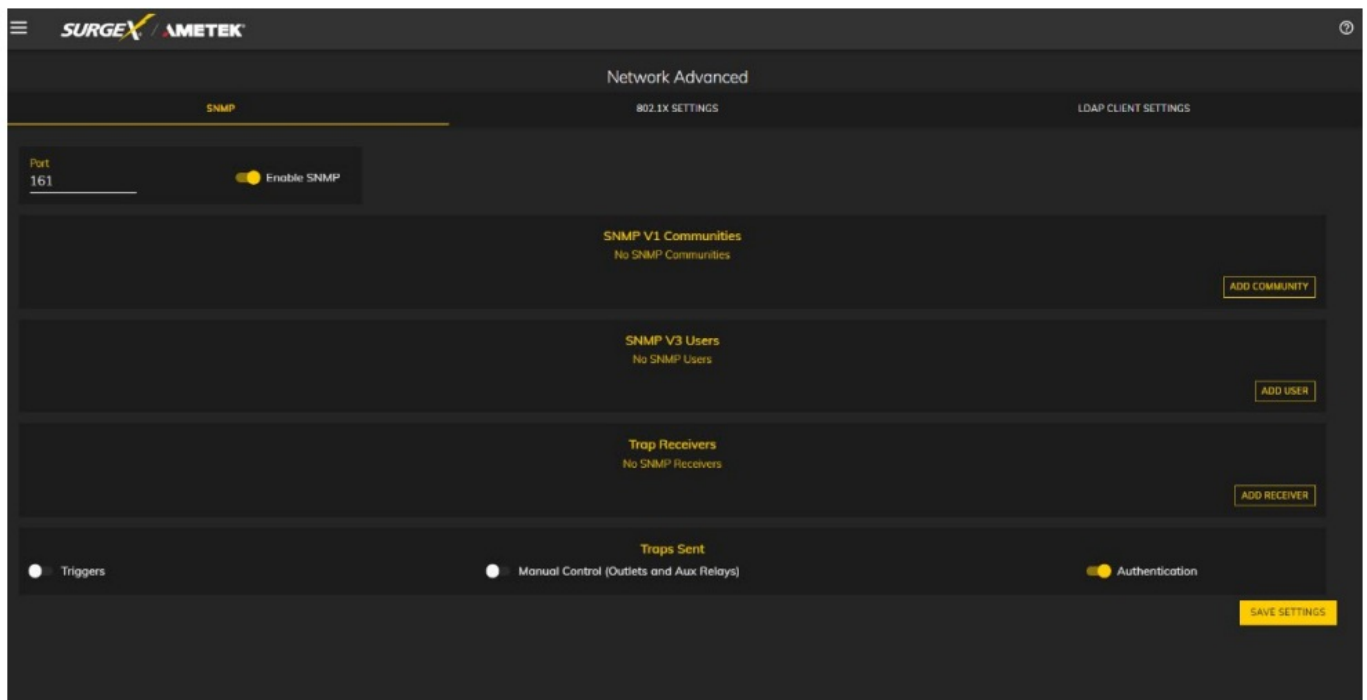 SURGEX / AMETEK®
Network Advanced
SNMP
802.1X SETTINGS
LDAP CLIENT SETTINGS
Port
161
Enable SNMP
SNMP V1 Communities
No SNMP Communities
ADD COMMUNITY
SNMP V3 Users
No SNMP Users
ADD USER
Trap Receivers
No SNMP Receivers
ADD RECEIVER
Traps Sent
Triggers
Manual Control (Outlets and Aux Relays)
Authentication
SAVE SETTINGS